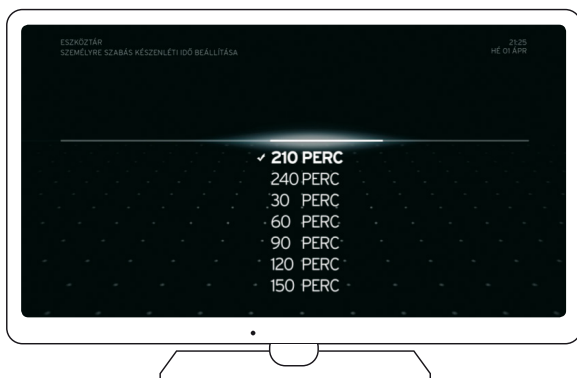 ESZKÖZTÁR
SZEMÉLYRE SZABÁS KÉSZENLÉTI IDŐ BEÁLLÍTÁSA
21:25
HÉ 01 ÁPR
210 PERC
240 PERC
30 PERC
60 PERC
90 PERC
120 PERC
150 PERC